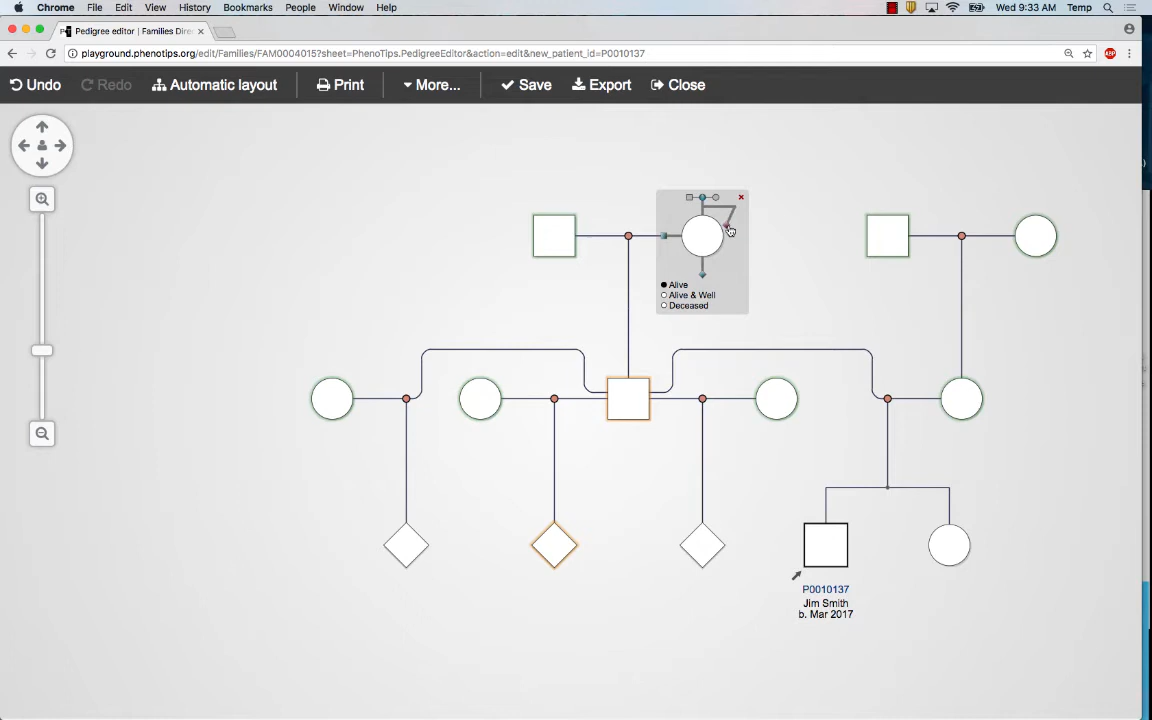 Chrome File Edit View History Bookmarks People Window Help Wed 9:33 AM Temp
Pedigree editor | Families Dire
playground.phenotips.org/edit/Families/FAM0004015?sheet=PhenoTips.PedigreeEditor&action=edit&new_patient_id=P0010137
Undo Redo Automatic layout Print More... Save Export Close
Alive
Alive & Well
Deceased
P0010137
Jim Smith
b. Mar 2017